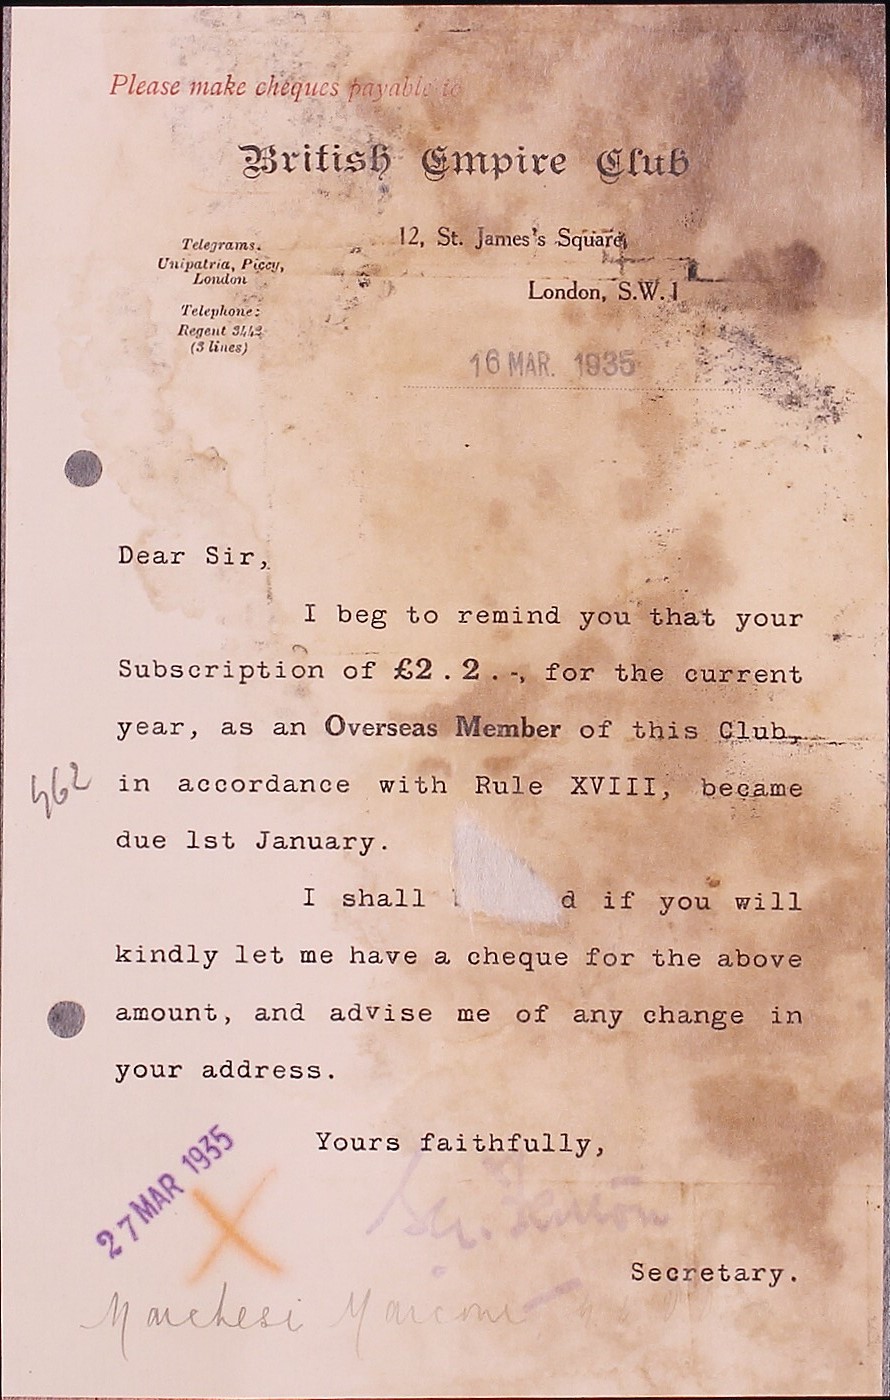 Please make cheques payable to
British Empire Club
12, St. James's Square,
Telegrams.
Unipatria, Piccy,
London
London, S.W.1
Telephone:
Regent 3442
(3 lines)
16 MAR. 1935
Dear Sir,
I beg to remind you that your
Subscription of £2.2.-, for the current
year, as an Overseas Member of this Club,
in accordance with Rule XVIII, became
462
due 1st January.
I shall d if you will
kindly let me have a cheque for the above
amount, and advise me of any change in
your address.
Yours faithfully,
27 MAR 1935
Secretary.
Marchesi Marconi